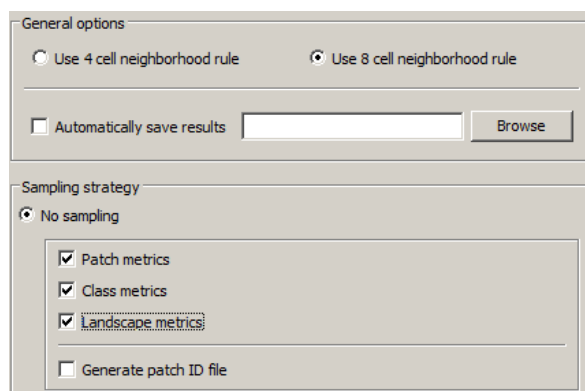 General options
Use 4 cell neighborhood rule Use 8 cell neighborhood rule
Automatically save results Browse
Sampling strategy
No sampling
Patch metrics
Class metrics
Landscape metrics
Generate patch ID file